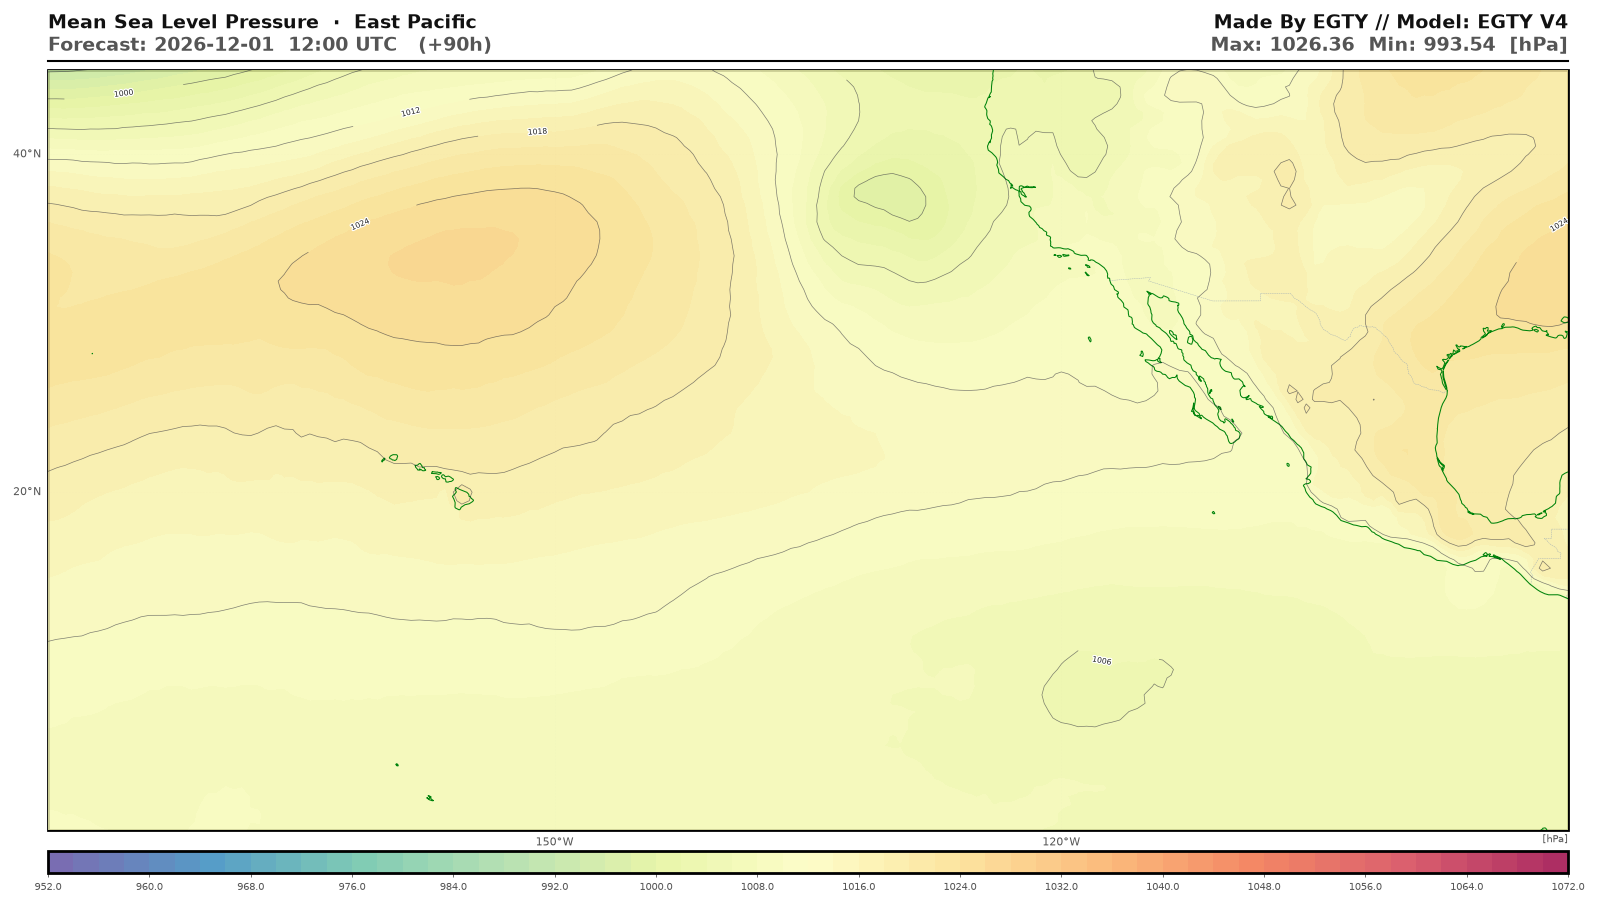 Mean Sea Level Pressure · East Pacific
Made By EGTY // Model: EGTY V4
Forecast: 2026-12-01 12:00 UTC (+90h)
Max: 1026.36 Min: 993.54 [hPa]
1000
1012
1018
40°N
1024
1024
20°N
1006
150°W
120°W
[hPa]
952.0 960.0 968.0 976.0 984.0 992.0 1000.0 1008.0 1016.0 1024.0 1032.0 1040.0 1048.0 1056.0 1064.0 1072.0